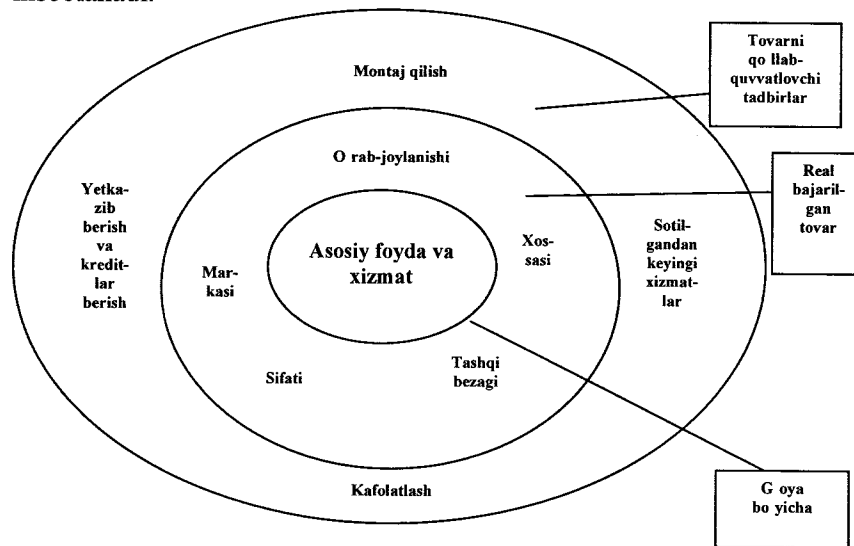 Montaj qilish
Tovarni
qo llab-
quvvatlovchi
tadbirlar
O rab-joylanishi
Real
bajaril-
gan
tovar
Yetka-
zib
berish
va
kredit-
lar
berish
Mar-
kasi
Asosiy foyda va
xizmat
Xos-
sasi
Sotil-
gandan
keyingi
xizmat-
lar
Sifati
Tashqi
bezagi
Kafolatlash
G oya
bo yicha